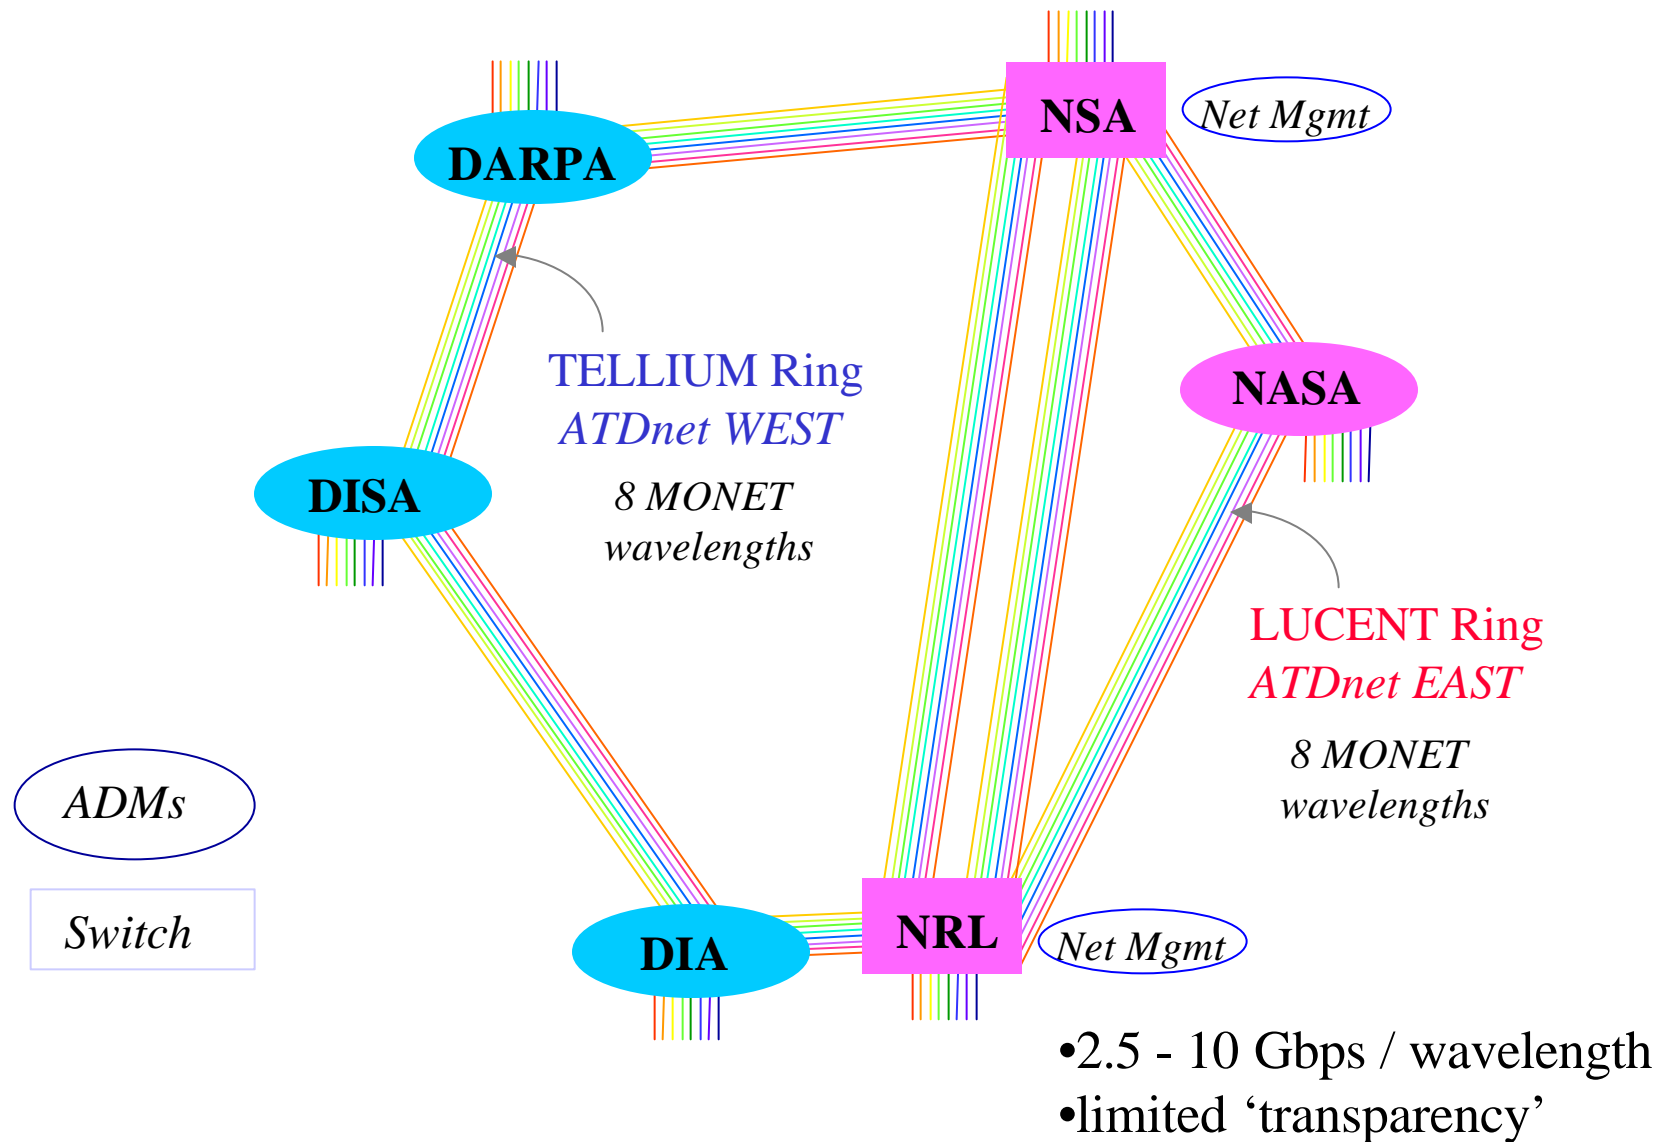 NSA
Net Mgmt
DARPA
TELLIUM Ring
ATDnet WEST
8 MONET
wavelengths
NASA
DISA
LUCENT Ring
ATDnet EAST
8 MONET
wavelengths
ADMs
Switch
DIA
NRL
Net Mgmt
•2.5 - 10 Gbps / wavelength
•limited ‘transparency’